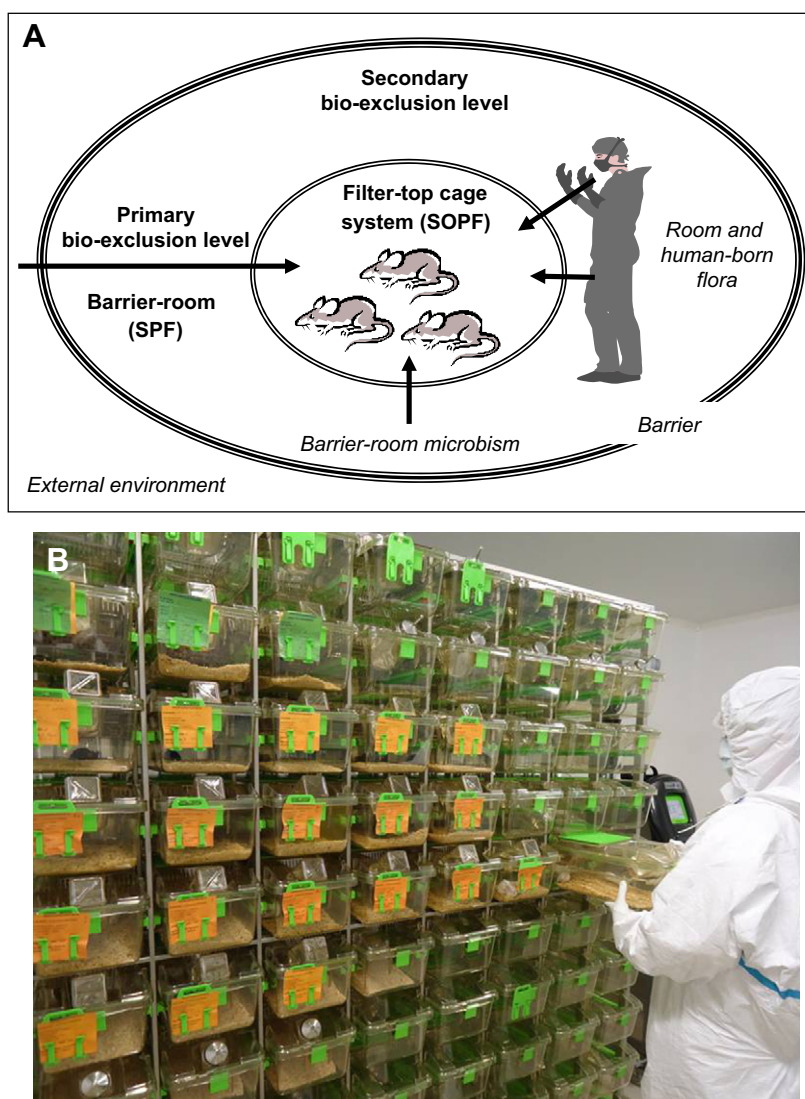 A
Secondary
bio-exclusion level
Filter-top cage
system (SOPF)
Primary
bio-exclusion level
Room and
human-born
flora
Barrier-room
(SPF)
Barrier
Barrier-room microbism
External environment
B